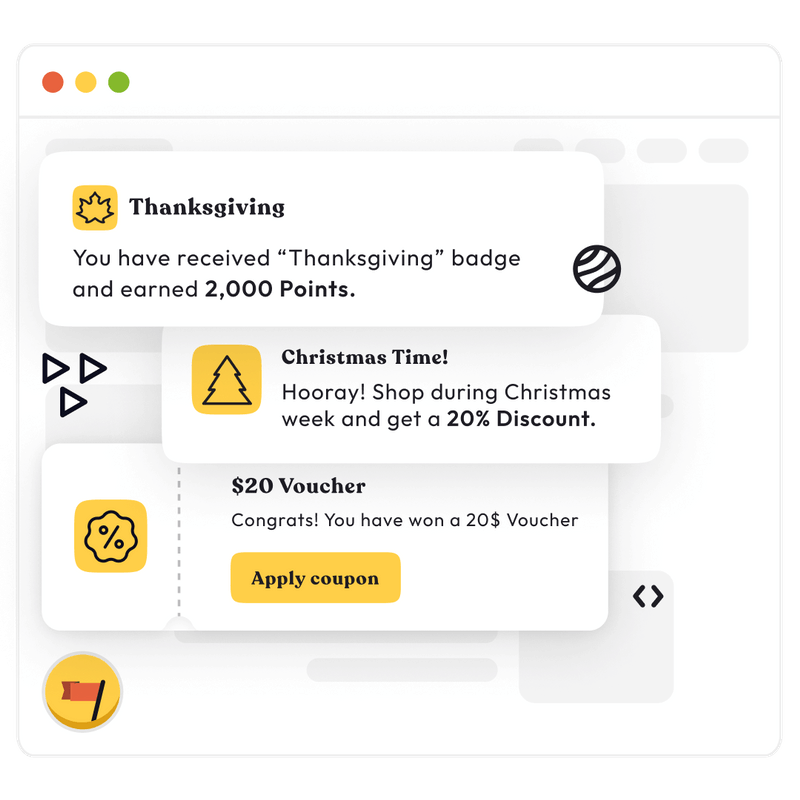 Thanksgiving
You have received “Thanksgiving” badge
and earned 2,000 Points.
Christmas Time!
Hooray! Shop during Christmas
week and get a 20% Discount.
$20 Voucher
Congrats! You have won a 20$ Voucher
Apply coupon